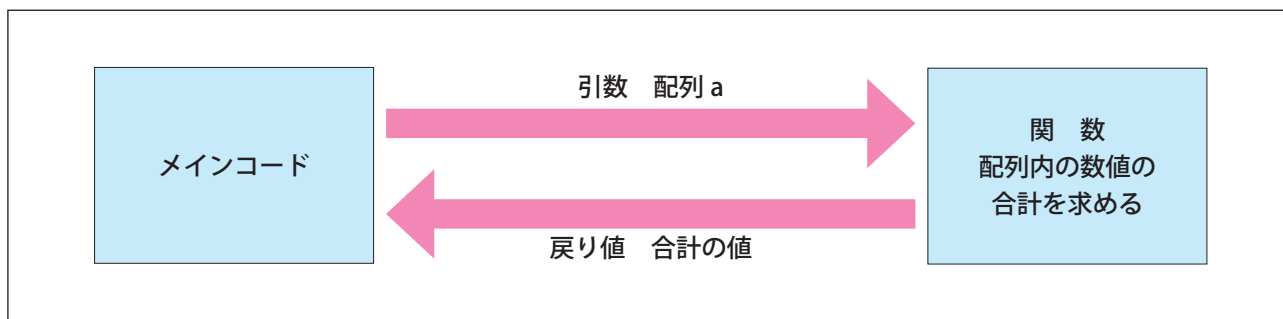 引数　配列 a
メインコード
関　数
配列内の数値の
合計を求める
戻り値　合計の値